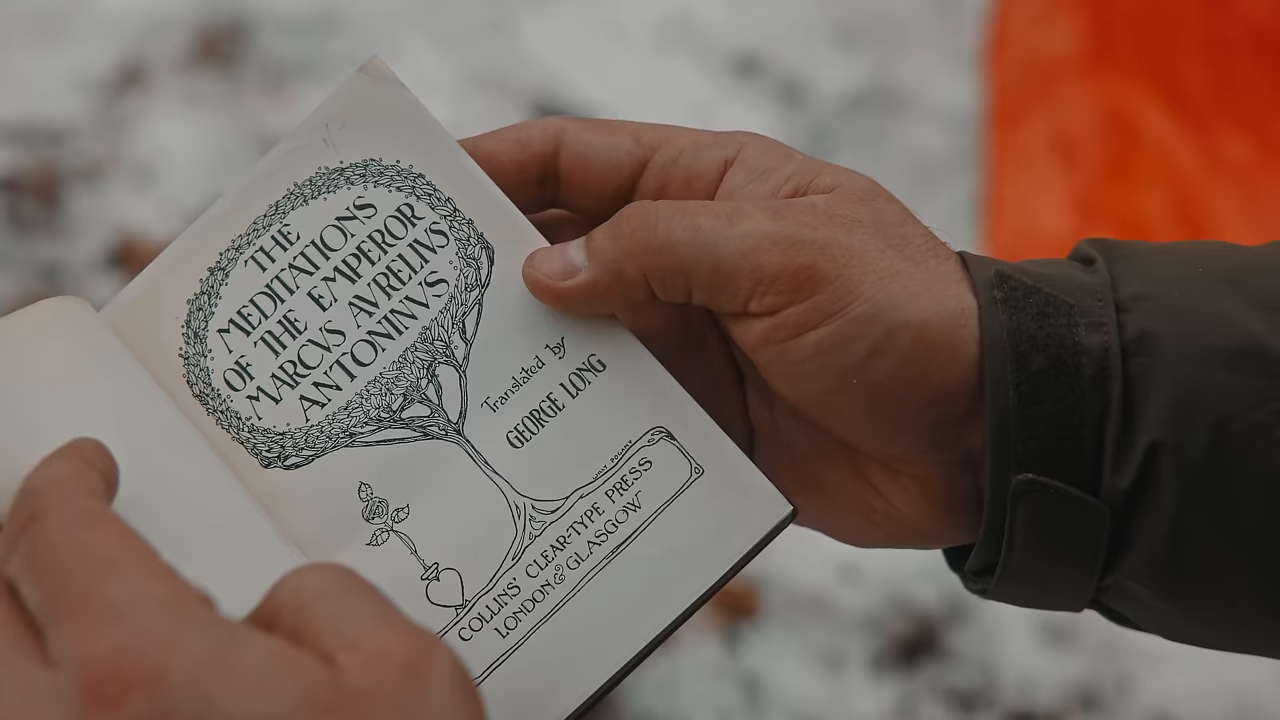 THE
MEDITATIONS
OF THE EMPEROR
MARCVS AVRELIVS
ANTONINVS
Translated by
GEORGE LONG
COLLINS' CLEAR-TYPE PRESS
LONDON & GLASGOW